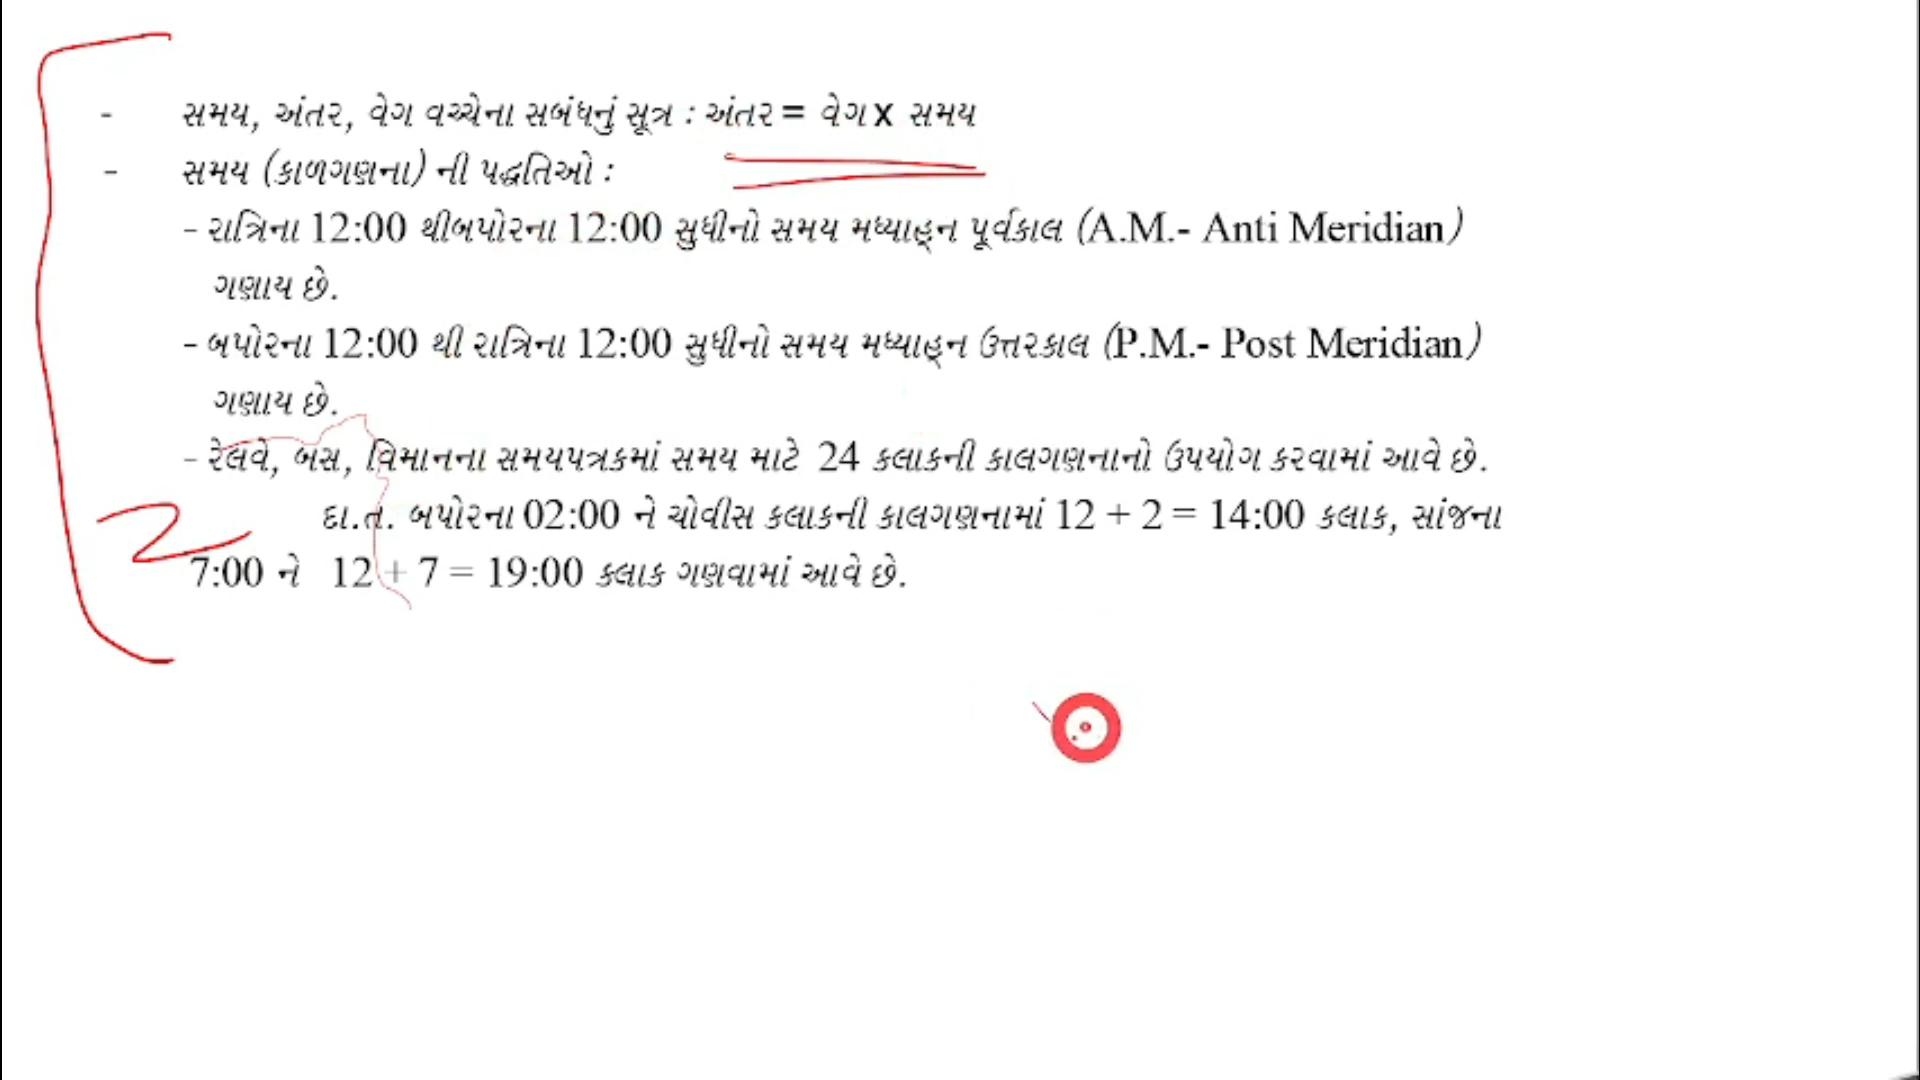 - સમય, અંતર, વેગ વચ્ચેના સબંધનું સૂત્ર : અંતર = વેગ x સમય
- સમય (કાળગણના) ની પદ્ધતિઓ :
- રાત્રિના 12:00 થીબપોરના 12:00 સુધીનો સમય મધ્યાહ્ન પૂર્વકાલ (A.M.- Anti Meridian)
ગણાય છે.
- બપોરના 12:00 થી રાત્રિના 12:00 સુધીનો સમય મધ્યાહ્ન ઉત્તરકાલ (P.M.- Post Meridian)
ગણાય છે.
- રેલવે, બસ, વિમાનના સમયપત્રકમાં સમય માટે 24 કલાકની કાલગણનાનો ઉપયોગ કરવામાં આવે છે.
દા.ત. બપોરના 02:00 ને ચોવીસ કલાકની કાલગણનામાં 12 + 2 = 14:00 કલાક, સાંજના
7:00 ને 12 + 7 = 19:00 કલાક ગણવામાં આવે છે.